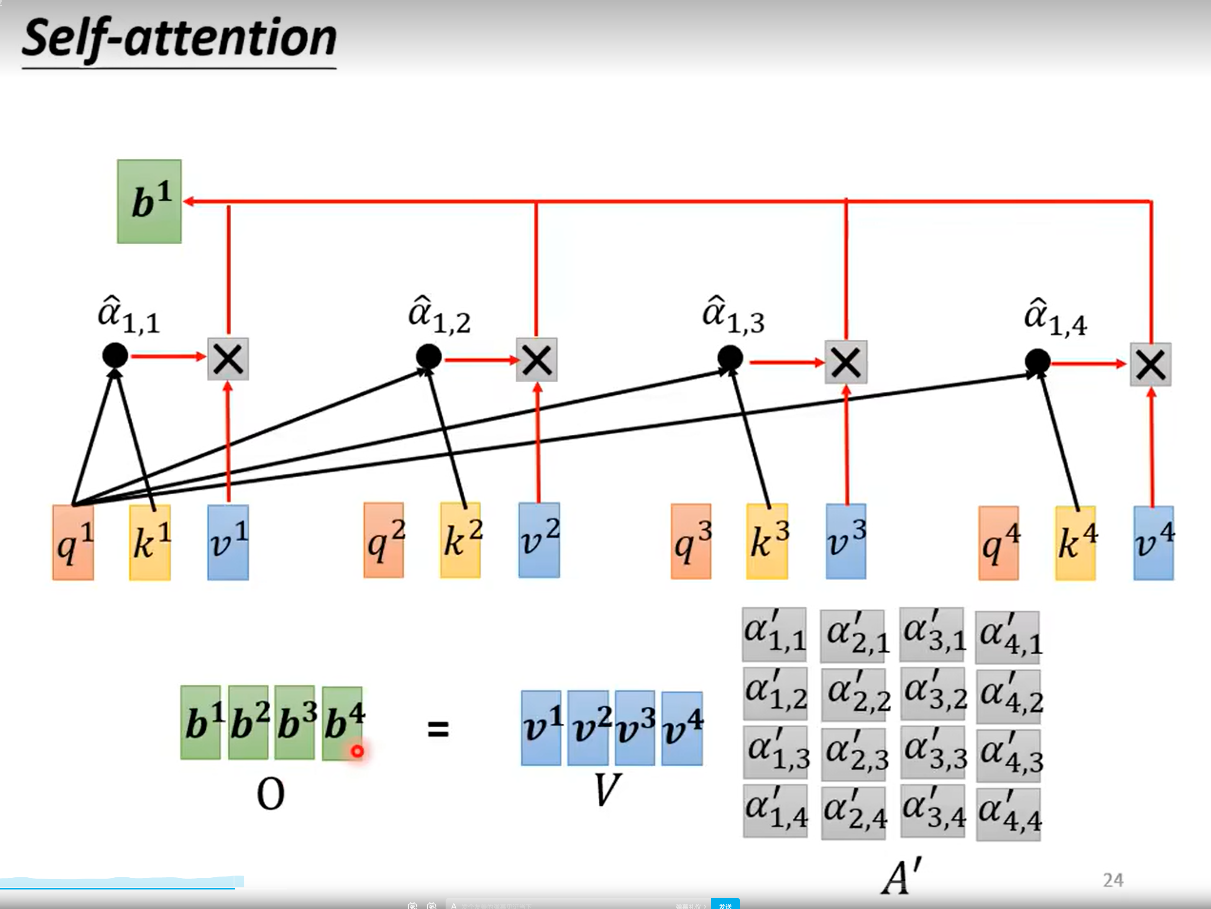 Self-attention
b¹
α̂₁,₁ α̂₁,₂ α̂₁,₃ α̂₁,₄
q¹ k¹ v¹ q² k² v² q³ k³ v³ q⁴ k⁴ v⁴
b¹ b² b³ b⁴ = v¹ v² v³ v⁴
O V
α′₁,₁ α′₂,₁ α′₃,₁ α′₄,₁
α′₁,₂ α′₂,₂ α′₃,₂ α′₄,₂
α′₁,₃ α′₂,₃ α′₃,₃ α′₄,₃
α′₁,₄ α′₂,₄ α′₃,₄ α′₄,₄
A′
24
发送